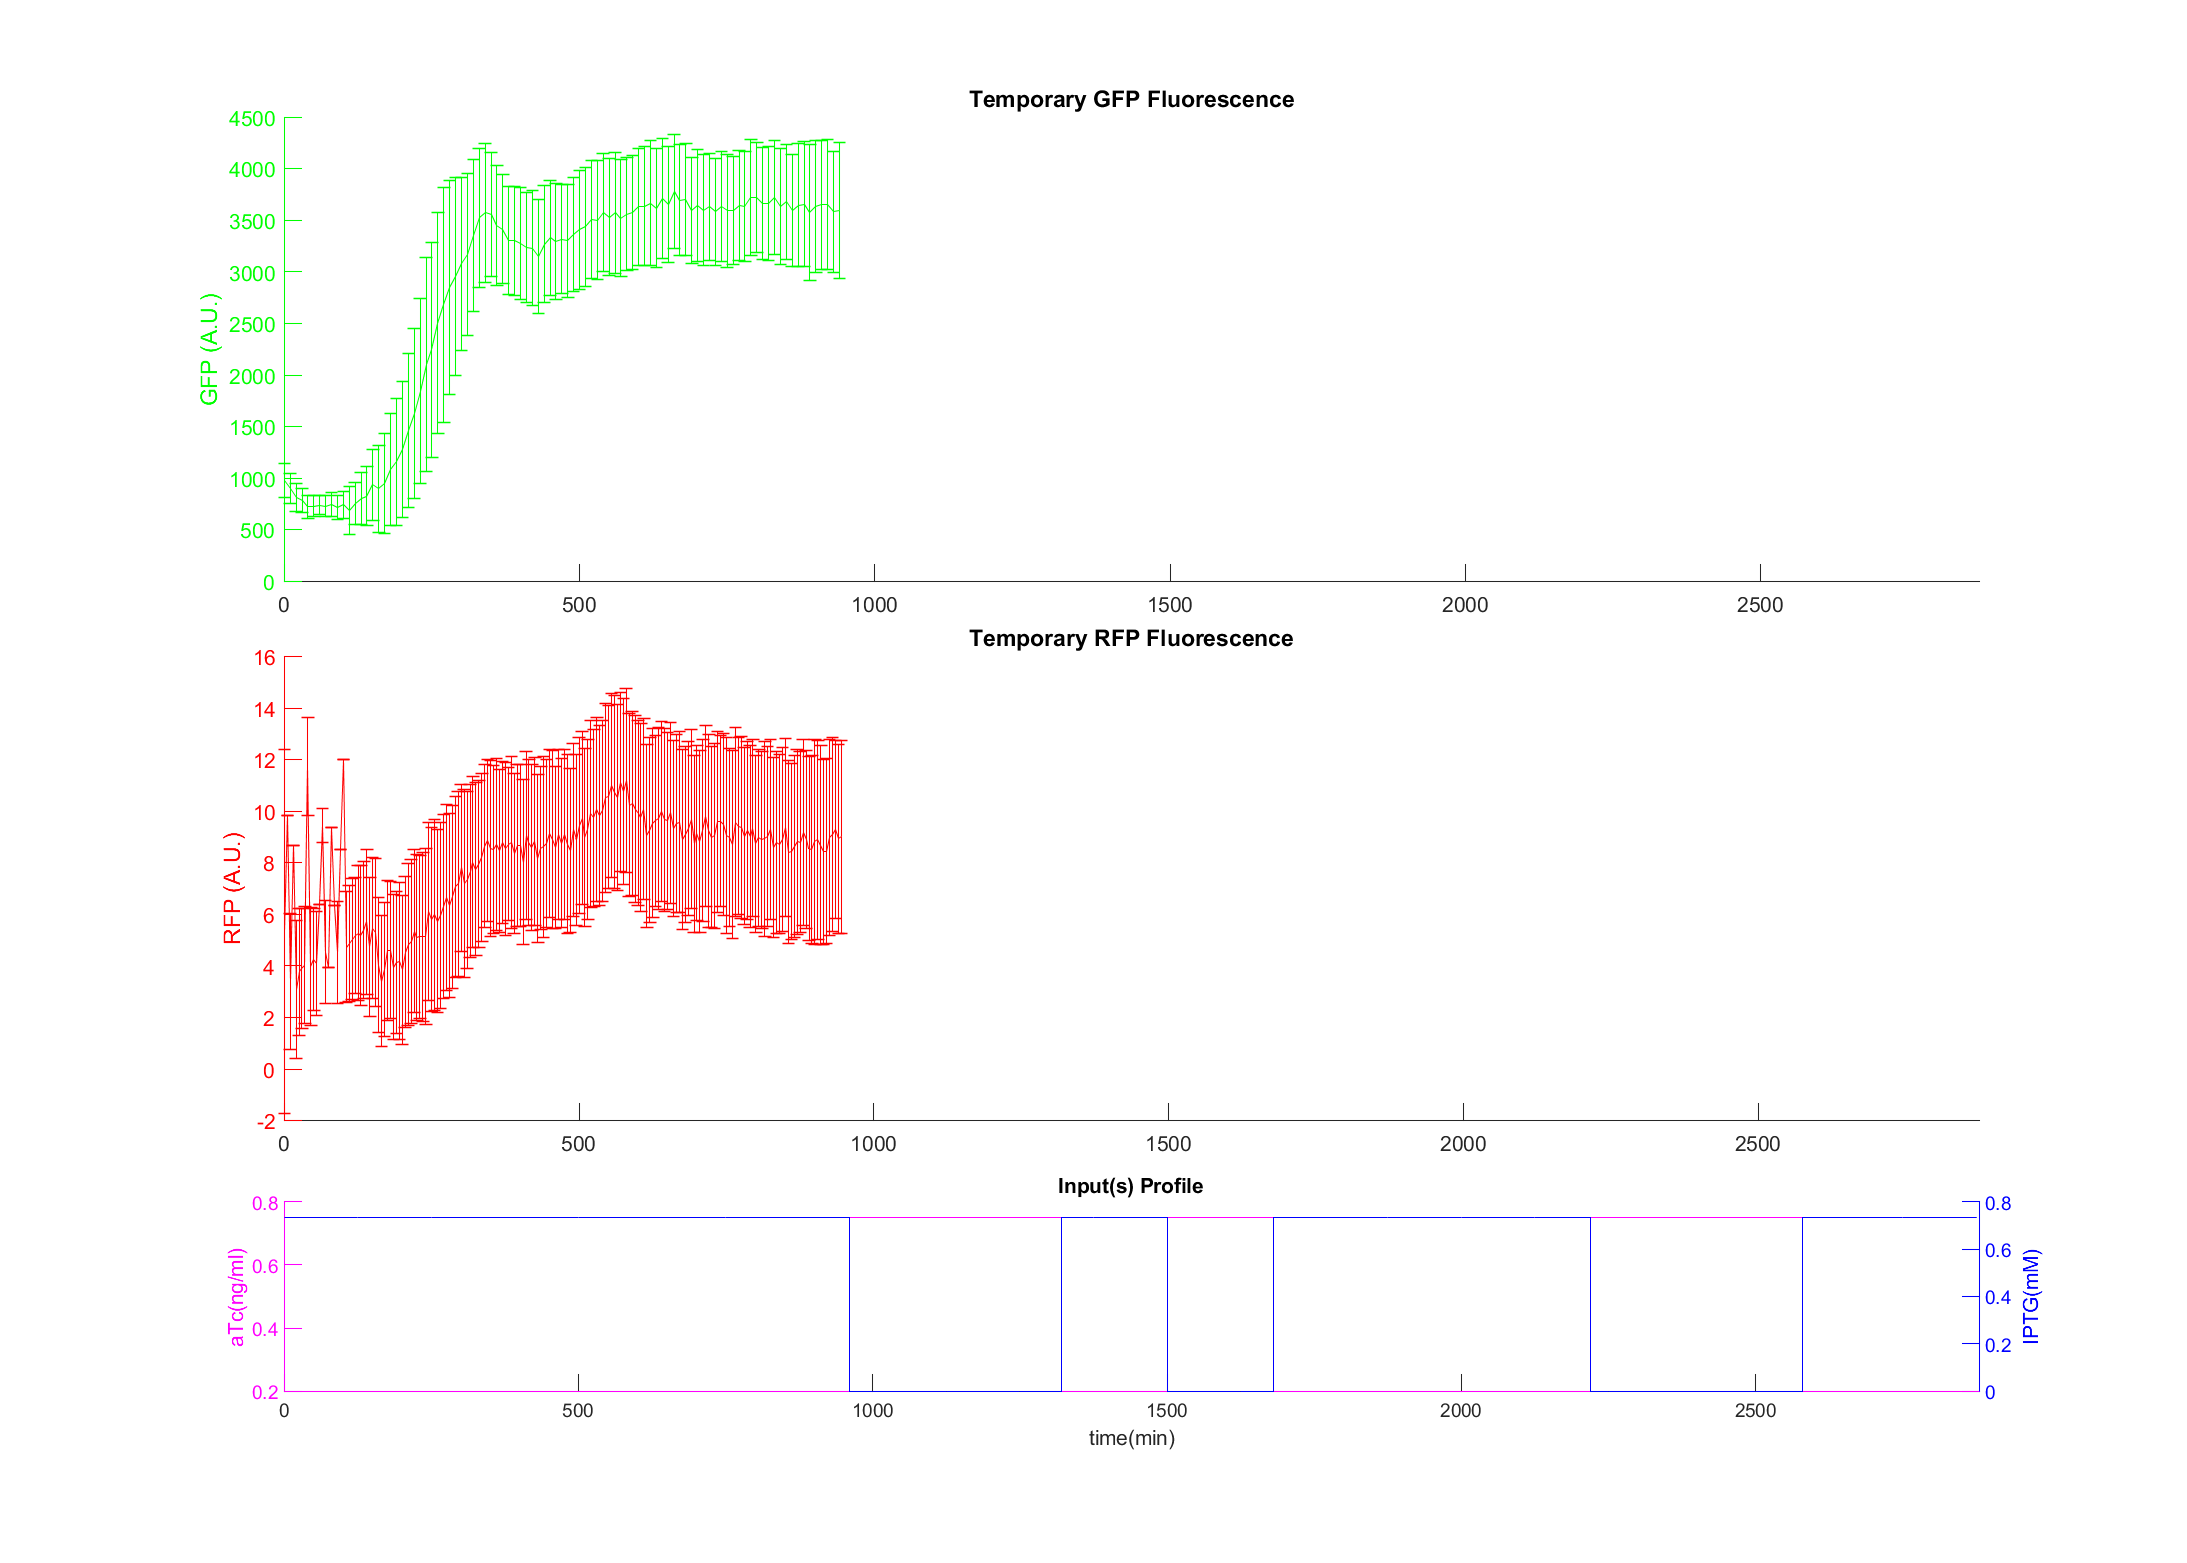 Temporary GFP Fluorescence
4500
4000
3500
3000
2500
2000
1500
1000
500
0
GFP (A.U.)
0 500 1000 1500 2000 2500
Temporary RFP Fluorescence
16
14
12
10
8
6
4
2
0
-2
RFP (A.U.)
0 500 1000 1500 2000 2500
Input(s) Profile
0.8
0.6
0.4
0.2
aTc(ng/ml)
0.8
0.6
0.4
0.2
0
IPTG(mM)
0 500 1000 1500 2000 2500
time(min)